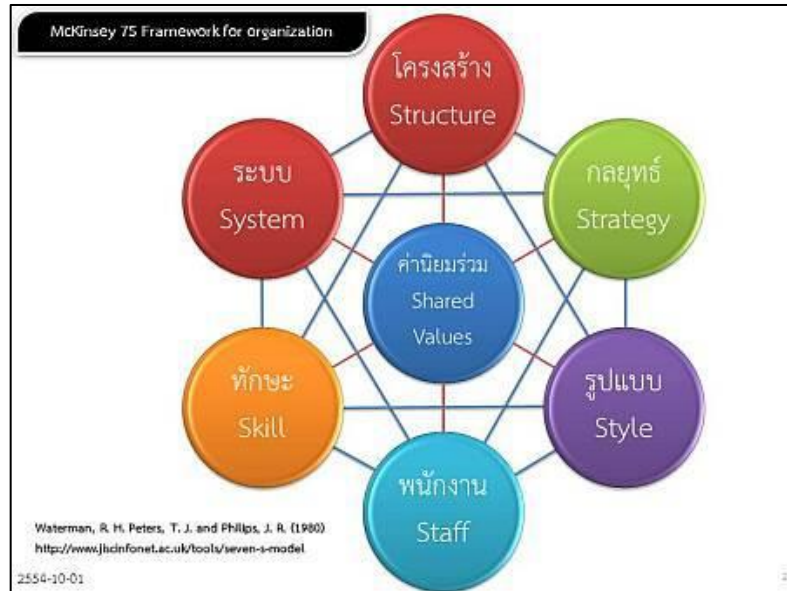 McKinsey 7S Framework for organization
โครงสร้าง
Structure
ระบบ
System
กลยุทธ์
Strategy
ค่านิยมร่วม
Shared
Values
ทักษะ
Skill
รูปแบบ
Style
พนักงาน
Staff
Waterman, R. H. Peters, T. J. and Philips, J. R. (1980)
http://www.jiscinfonet.ac.uk/tools/seven-s-model
2554-10-01